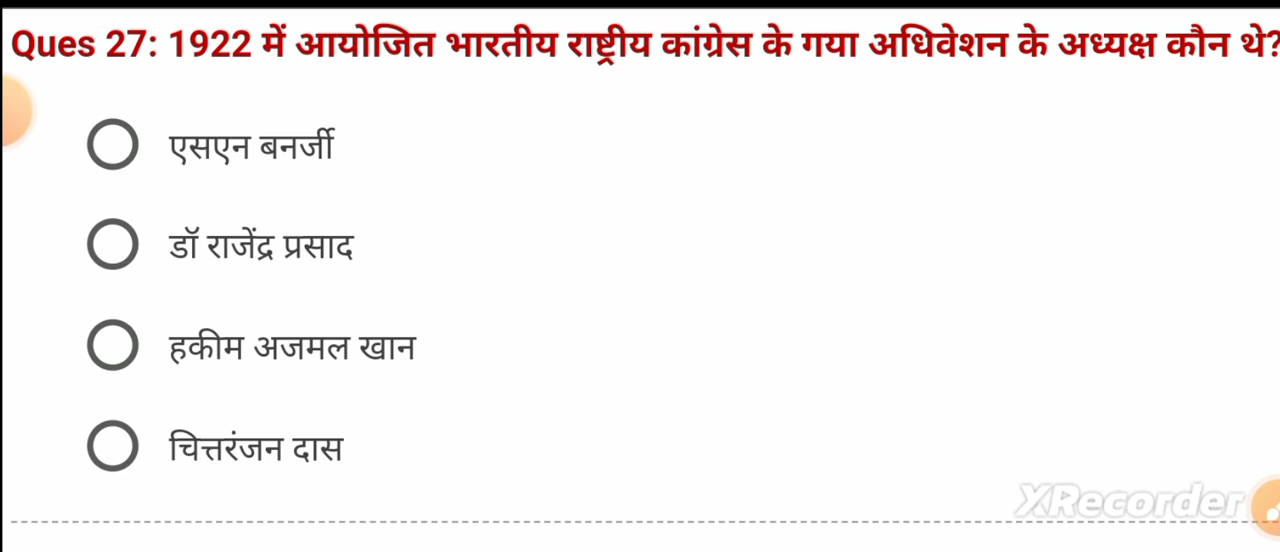 Ques 27: 1922 में आयोजित भारतीय राष्ट्रीय कांग्रेस के गया अधिवेशन के अध्यक्ष कौन थे?
एसएन बनर्जी
डॉ राजेंद्र प्रसाद
हकीम अजमल खान
चित्तरंजन दास
XRecorder